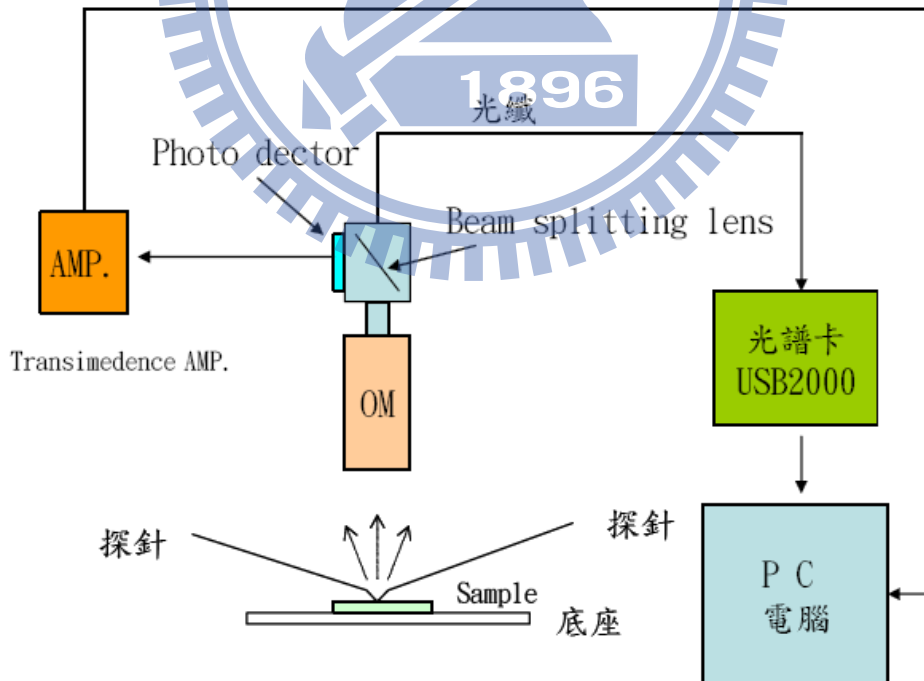 1896
光纖
Photo dector
Beam splitting lens
AMP.
Transimedence AMP.
OM
光譜卡
USB2000
探針
探針
Sample
底座
P C
電腦